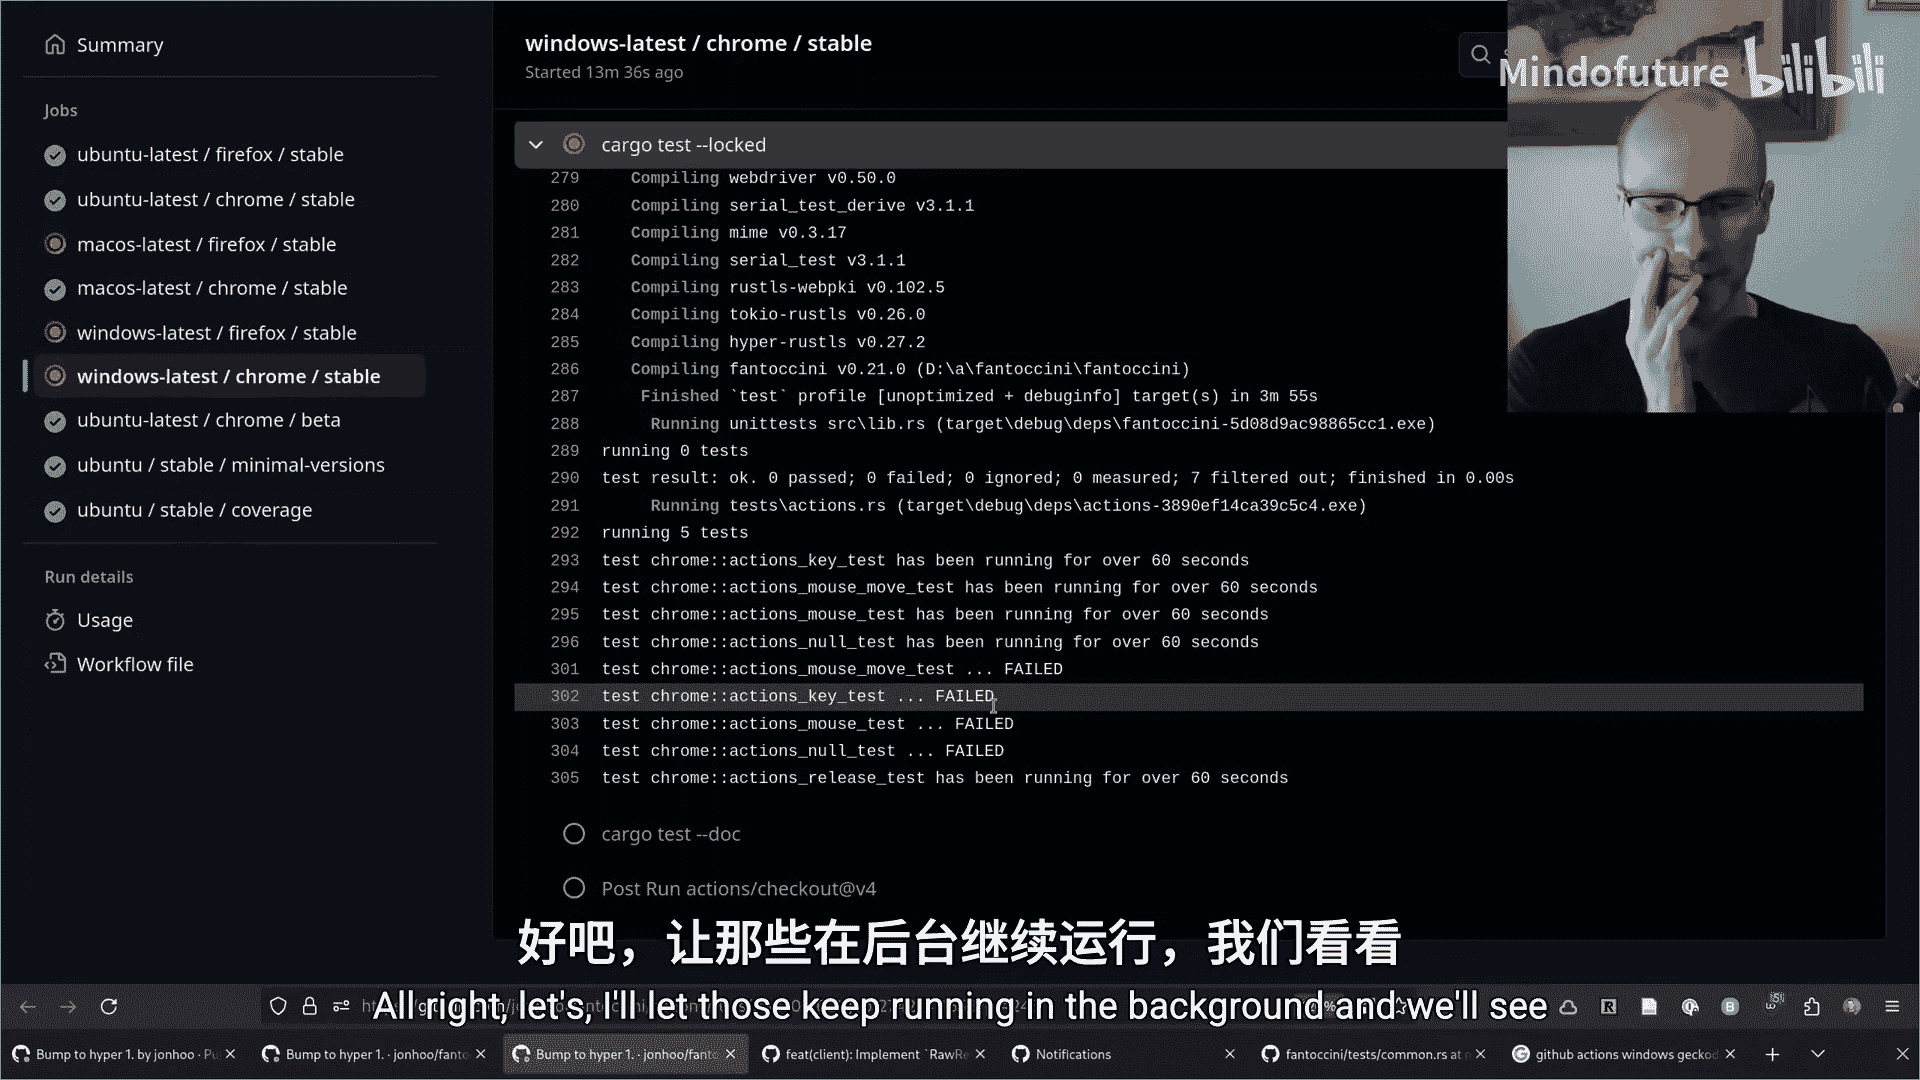 Summary
Jobs
ubuntu-latest / firefox / stable
ubuntu-latest / chrome / stable
macos-latest / firefox / stable
macos-latest / chrome / stable
windows-latest / firefox / stable
windows-latest / chrome / stable
ubuntu-latest / chrome / beta
ubuntu / stable / minimal-versions
ubuntu / stable / coverage
Run details
Usage
Workflow file
windows-latest / chrome / stable
Started 13m 36s ago
Mindofuture bilibili
cargo test --locked
279 Compiling webdriver v0.50.0
280 Compiling serial_test_derive v3.1.1
281 Compiling mime v0.3.17
282 Compiling serial_test v3.1.1
283 Compiling rustls-webpki v0.102.5
284 Compiling tokio-rustls v0.26.0
285 Compiling hyper-rustls v0.27.2
286 Compiling fantoccini v0.21.0 (D:\a\fantoccini\fantoccini)
287 Finished `test` profile [unoptimized + debuginfo] target(s) in 3m 55s
288 Running unittests src\lib.rs (target\debug\deps\fantoccini-5d08d9ac98865cc1.exe)
289 running 0 tests
290 test result: ok. 0 passed; 0 failed; 0 ignored; 0 measured; 7 filtered out; finished in 0.00s
291 Running tests\actions.rs (target\debug\deps\actions-3890ef14ca39c5c4.exe)
292 running 5 tests
293 test chrome::actions_key_test has been running for over 60 seconds
294 test chrome::actions_mouse_move_test has been running for over 60 seconds
295 test chrome::actions_mouse_test has been running for over 60 seconds
296 test chrome::actions_null_test has been running for over 60 seconds
301 test chrome::actions_mouse_move_test ... FAILED
302 test chrome::actions_key_test ... FAILED
303 test chrome::actions_mouse_test ... FAILED
304 test chrome::actions_null_test ... FAILED
305 test chrome::actions_release_test has been running for over 60 seconds
cargo test --doc
Post Run actions/checkout@v4
好吧，让那些在后台继续运行，我们看看
All right, let's, I'll let those keep running in the background and we'll see
Bump to hyper 1. by jonhoo · Pu
Bump to hyper 1. · jonhoo/fanto
Bump to hyper 1. · jonhoo/fanto
feat(client): Implement `RawRe
Notifications
fantoccini/tests/common.rs at
github actions windows geckod